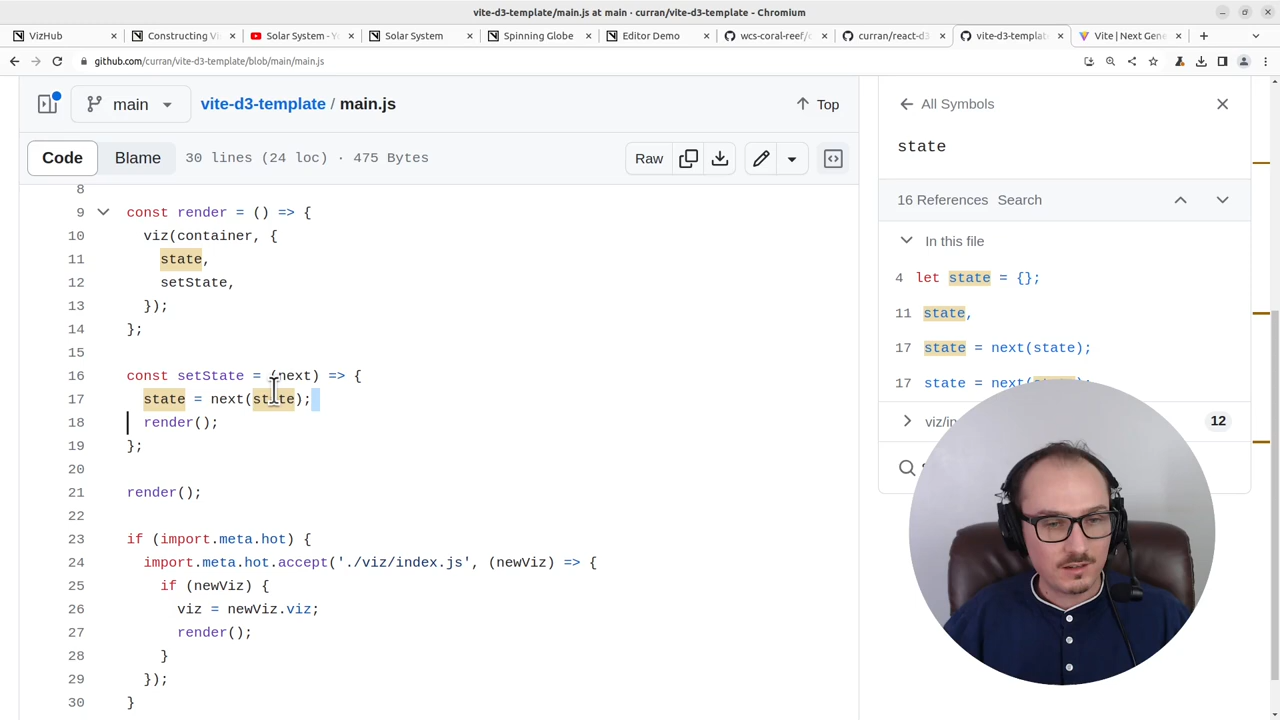 vite-d3-template/main.js at main · curran/vite-d3-template - Chromium
VizHub
Constructing Vi
Solar System - Y
Solar System
Spinning Globe
Editor Demo
wcs-coral-reef/c
curran/react-d3
vite-d3-templat
Vite | Next Gene
github.com/curran/vite-d3-template/blob/main/main.js
main
vite-d3-template / main.js
Top
All Symbols
Code
Blame
30 lines (24 loc) · 475 Bytes
Raw
state
16 References Search
In this file
4 let state = {};
11 state,
17 state = next(state);
17 state = next(
12
8
9 const render = () => {
10 viz(container, {
11 state,
12 setState,
13 });
14 };
15
16 const setState = (next) => {
17 state = next(state);
18 render();
19 };
20
21 render();
22
23 if (import.meta.hot) {
24 import.meta.hot.accept('./viz/index.js', (newViz) => {
25 if (newViz) {
26 viz = newViz.viz;
27 render();
28 }
29 });
30 }